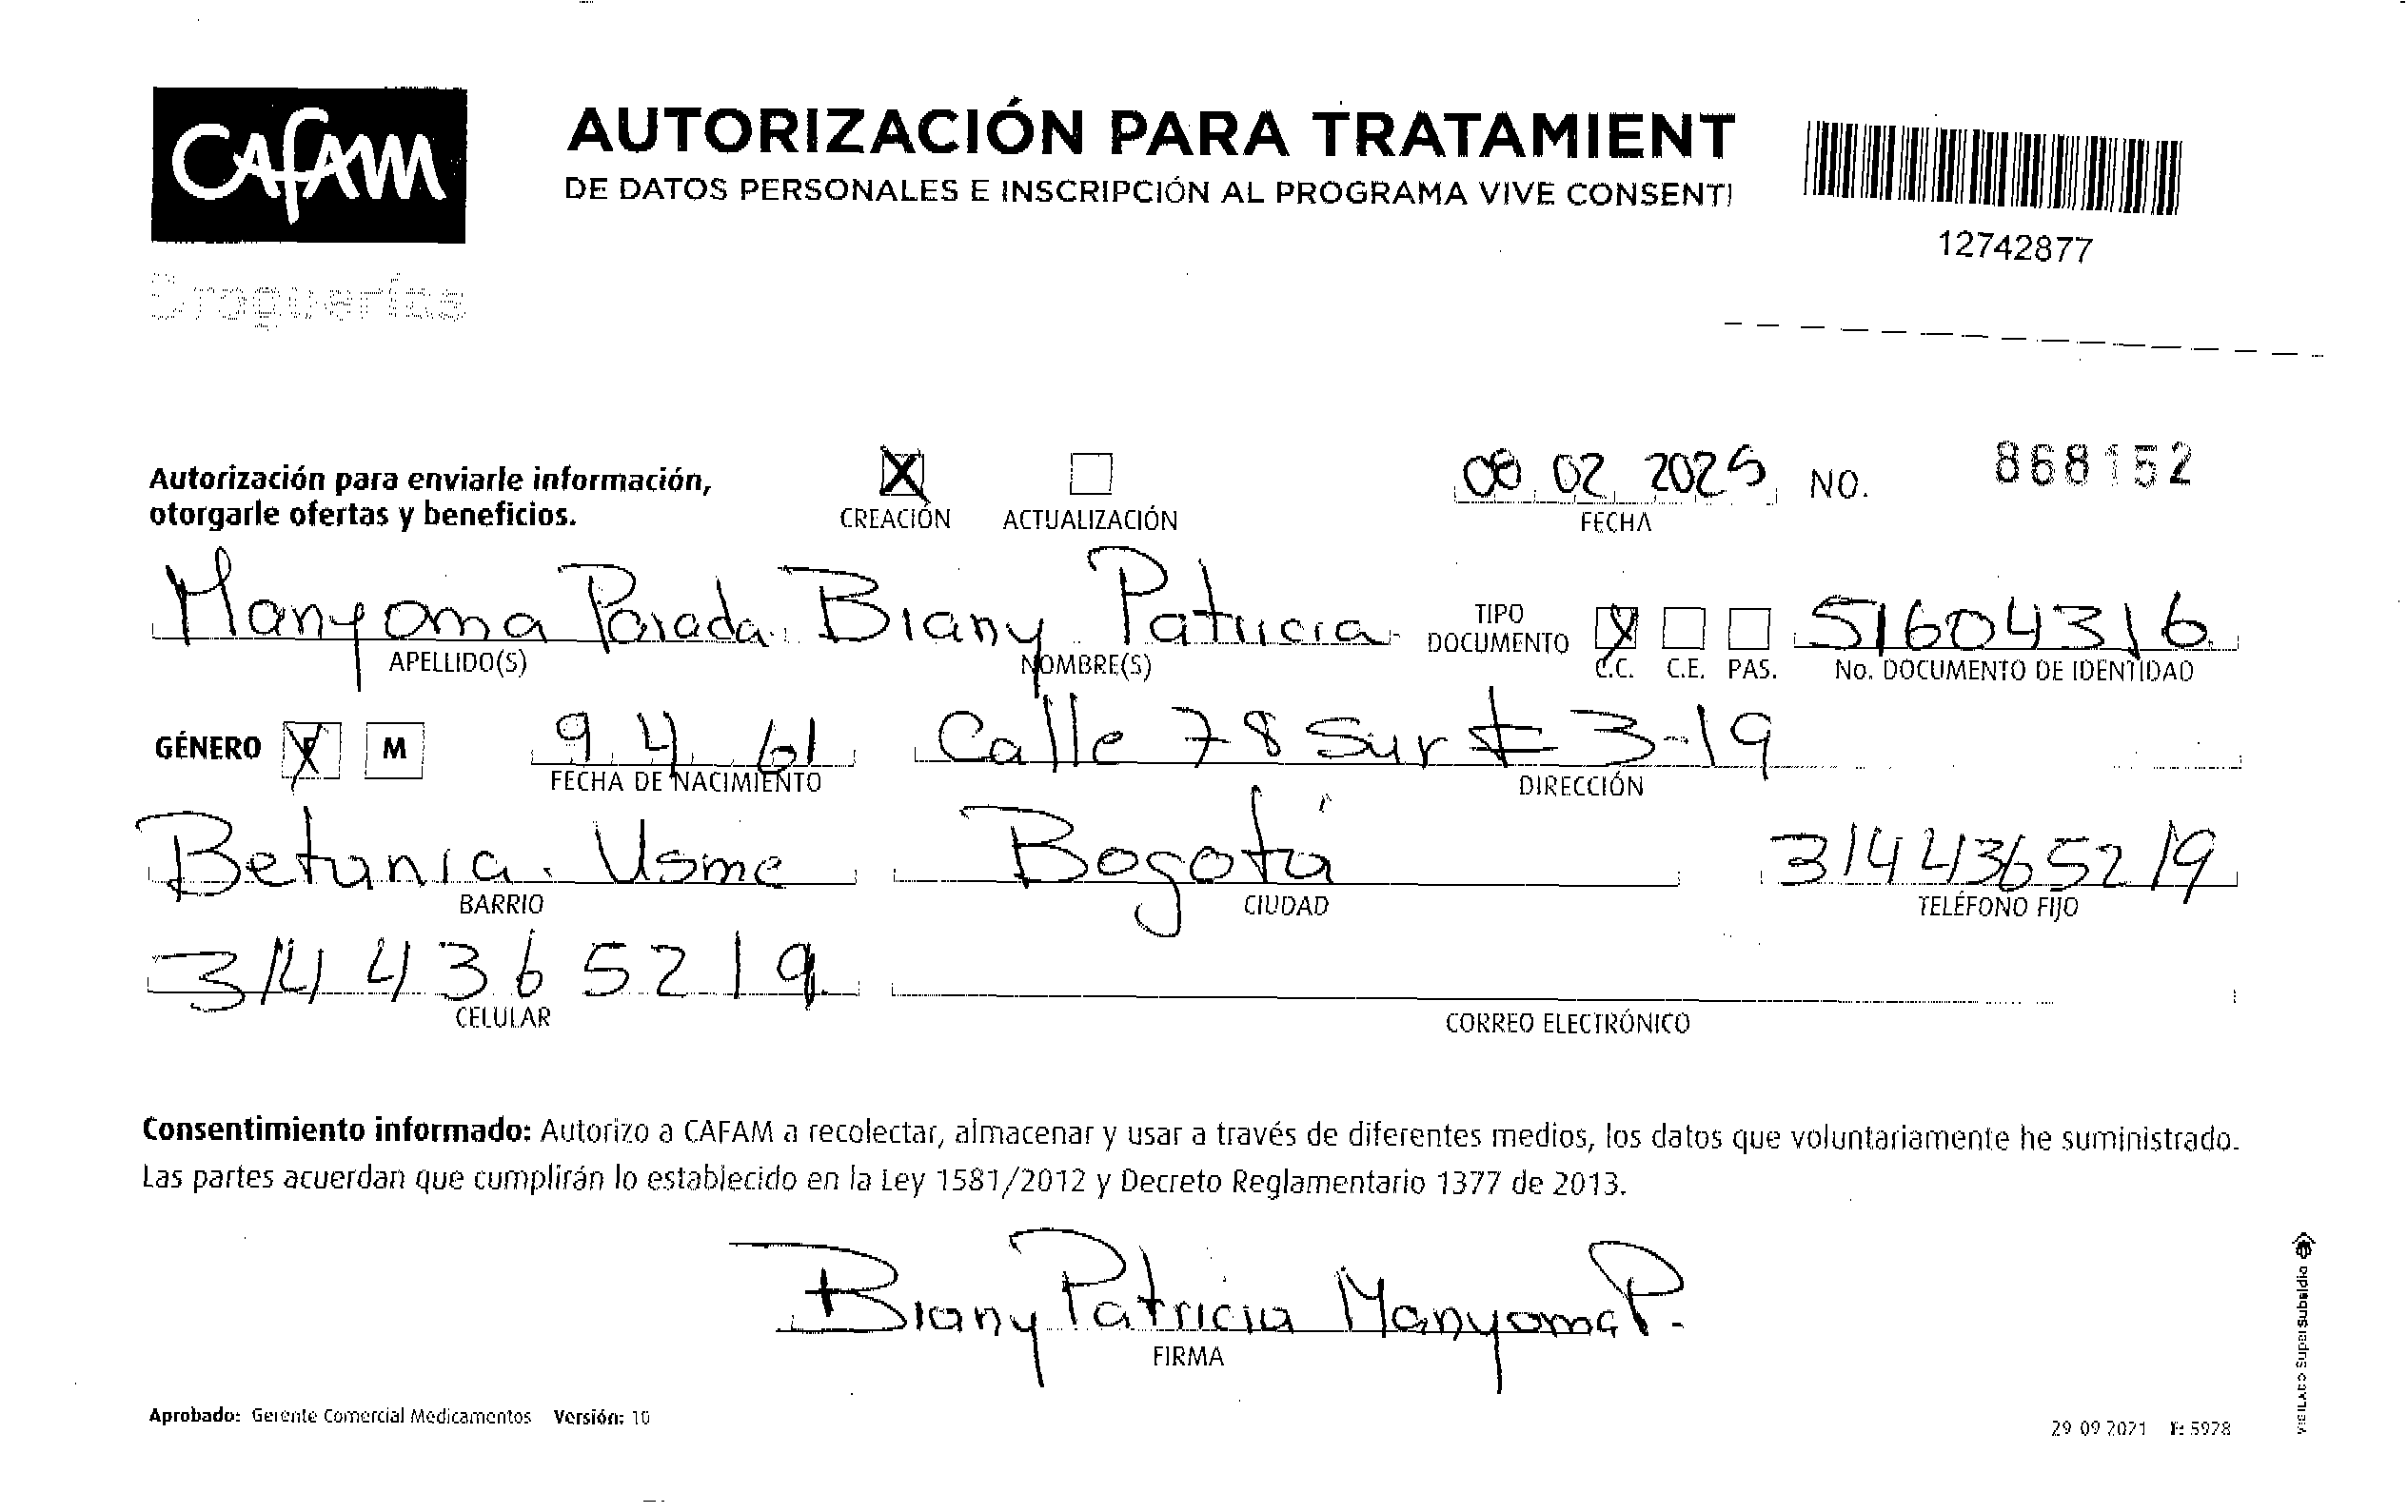 CAFAM
Droguerías
AUTORIZACIÓN PARA TRATAMIENT
DE DATOS PERSONALES E INSCRIPCIÓN AL PROGRAMA VIVE CONSENTI
12742877
Autorización para enviarle información,
otorgarle ofertas y beneficios.
X CREACIÓN
ACTUALIZACIÓN
08 02 2025
FECHA
NO. 868152
Manyoma Parada Biany Patricia
APELLIDO(S) NOMBRE(S)
TIPO
DOCUMENTO
X
C.C. C.E. PAS.
51604316
No. DOCUMENTO DE IDENTIDAD
GÉNERO F M
9 4 61
FECHA DE NACIMIENTO
Calle 78 Sur # 3-19
DIRECCIÓN
Betania. Usme
BARRIO
Bogotá
CIUDAD
3144365219
TELÉFONO FIJO
3144365219
CELULAR
CORREO ELECTRÓNICO
Consentimiento informado: Autorizo a CAFAM a recolectar, almacenar y usar a través de diferentes medios, los datos que voluntariamente he suministrado.
Las partes acuerdan que cumplirán lo establecido en la Ley 1581/2012 y Decreto Reglamentario 1377 de 2013.
Biany Patricia Manyoma P.
FIRMA
Aprobado: Gerente Comercial Medicamentos Versión: 10
29 09 2021 F: 5928
VIGILADO SuperSubsidio